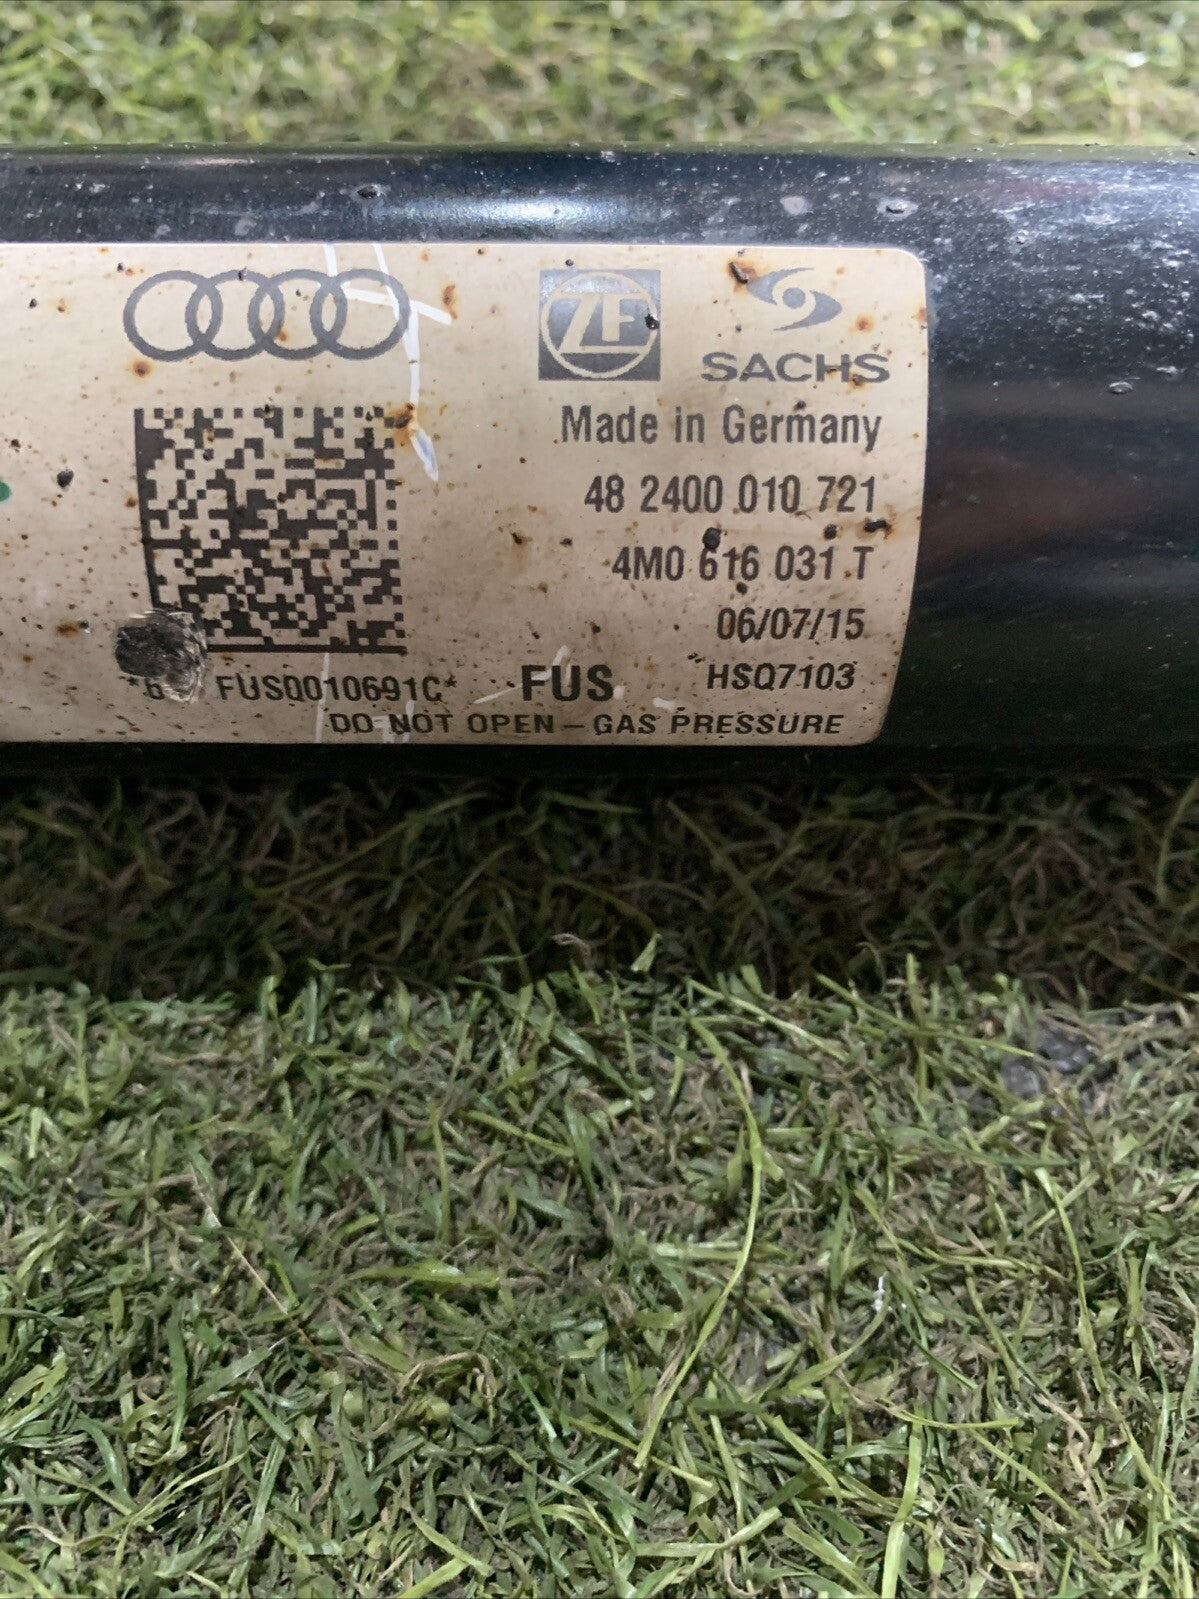 ZF
SACHS
Made in Germany
48 2400 010 721
4M0 616 031 T
06/07/15
FUS0010691C* FUS HSQ7103
DO NOT OPEN – GAS PRESSURE